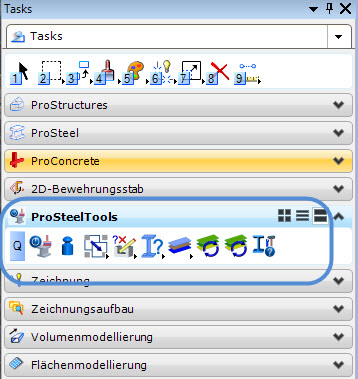 Tasks
Tasks
1 2 3 4 5 6 7 8 9
ProStructures
ProSteel
ProConcrete
2D-Bewehrungsstab
ProSteelTools
Q
Zeichnung
Zeichnungsaufbau
Volumenmodellierung
Flächenmodellierung